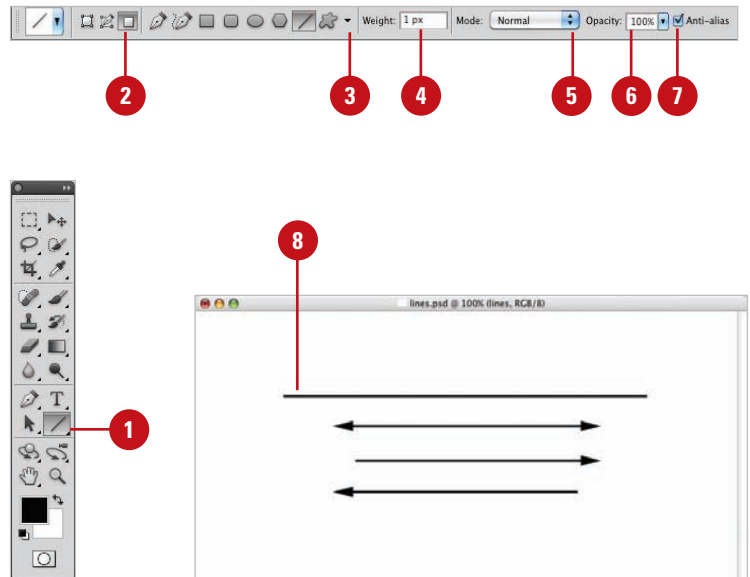 Weight: 1 px Mode: Normal Opacity: 100% Anti-alias
2 3 4 5 6 7
8
lines.psd @ 100% (lines, RGB/8)
T
1